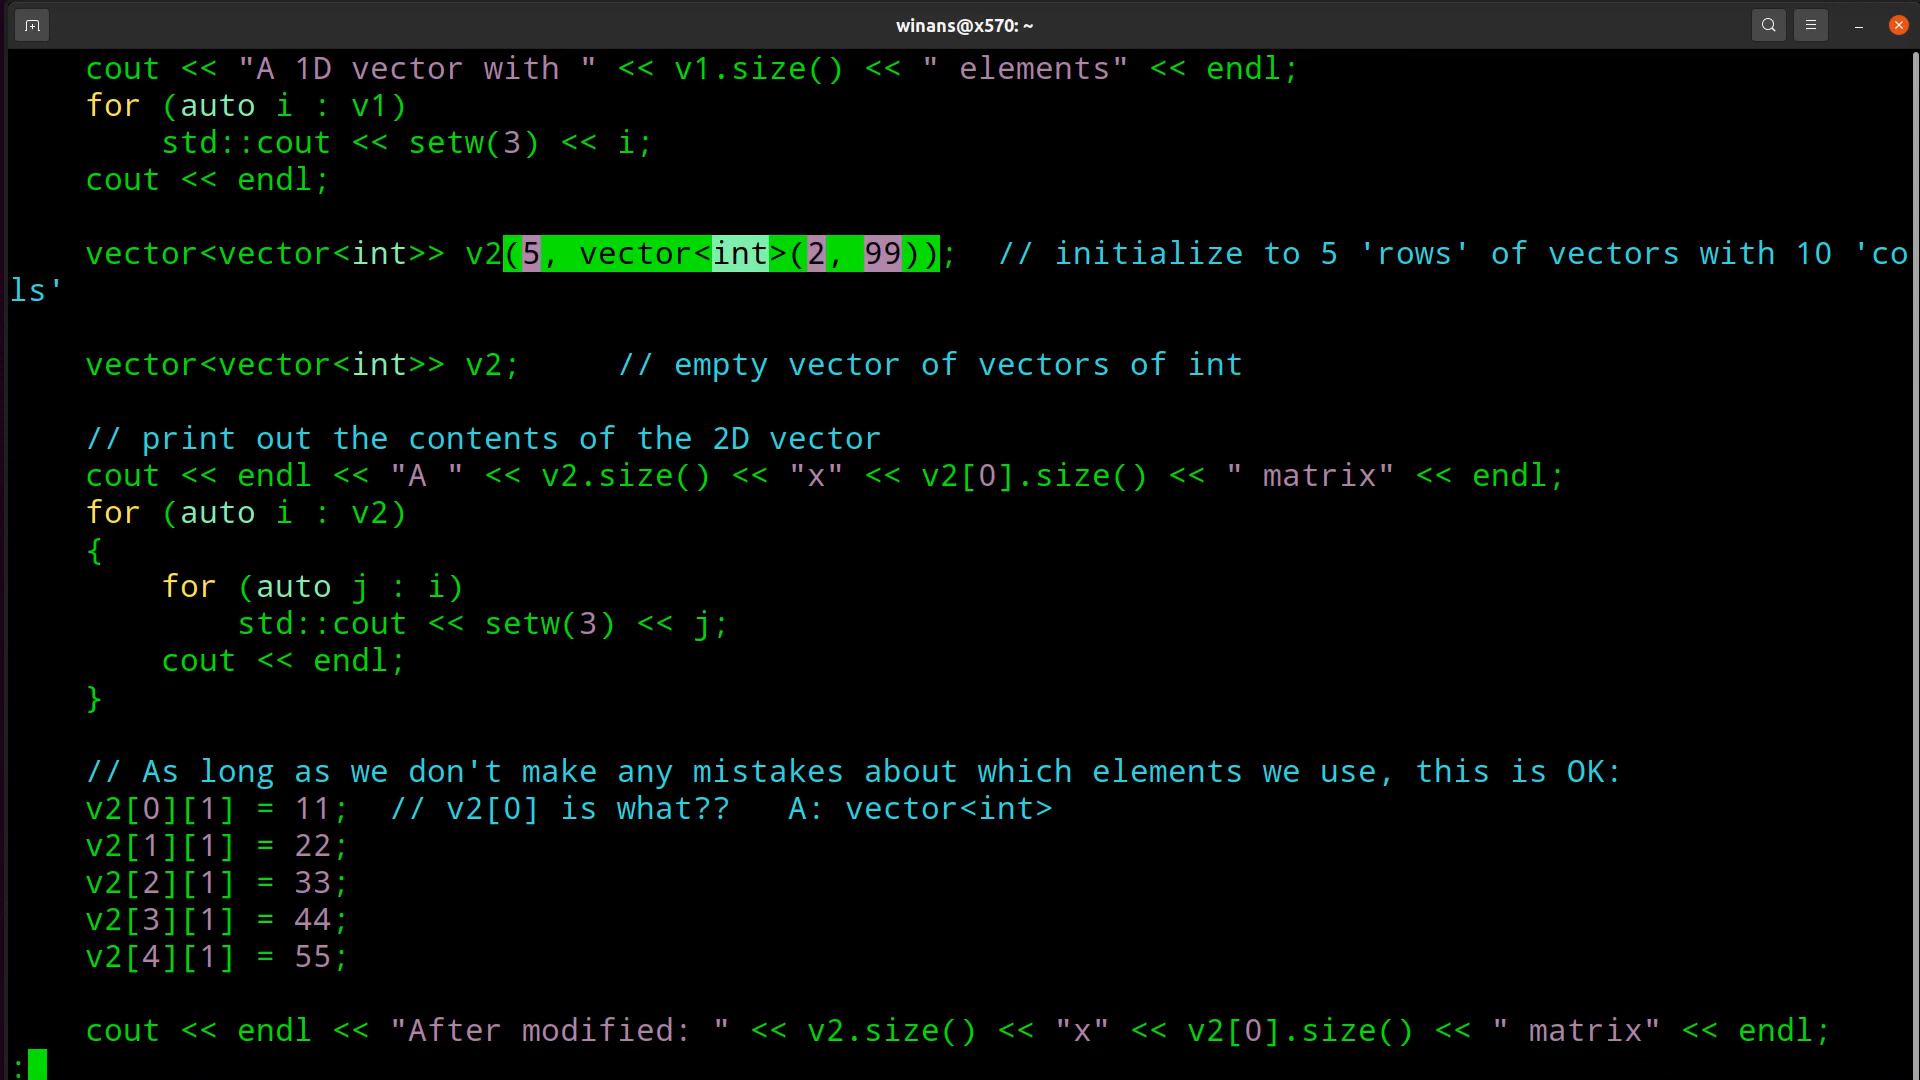 winans@x570: ~
cout << "A 1D vector with " << v1.size() << " elements" << endl;
for (auto i : v1)
std::cout << setw(3) << i;
cout << endl;
vector<vector<int>> v2(5, vector<int>(2, 99)); // initialize to 5 'rows' of vectors with 10 'co
ls'
vector<vector<int>> v2; // empty vector of vectors of int
// print out the contents of the 2D vector
cout << endl << "A " << v2.size() << "x" << v2[0].size() << " matrix" << endl;
for (auto i : v2)
{
for (auto j : i)
std::cout << setw(3) << j;
cout << endl;
}
// As long as we don't make any mistakes about which elements we use, this is OK:
v2[0][1] = 11; // v2[0] is what?? A: vector<int>
v2[1][1] = 22;
v2[2][1] = 33;
v2[3][1] = 44;
v2[4][1] = 55;
cout << endl << "After modified: " << v2.size() << "x" << v2[0].size() << " matrix" << endl;
: